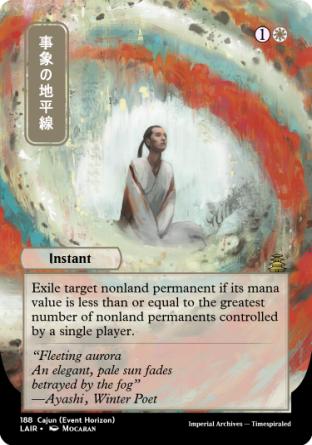 1
事象の地平線
Instant
Exile target nonland permanent if its mana
value is less than or equal to the greatest
number of nonland permanents controlled
by a single player.
“Fleeting aurora
An elegant, pale sun fades
betrayed by the fog”
—Ayashi, Winter Poet
188 Cajun (Event Horizon)
LAIR • Mocaran
Imperial Archives — Timespiraled